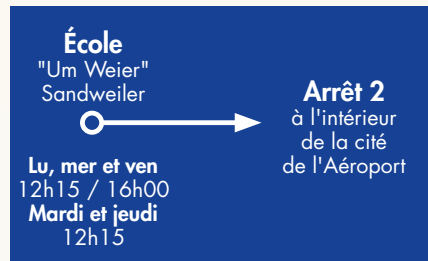 École
"Um Weier"
Sandweiler
Lu, mer et ven
12h15 / 16h00
Mardi et jeudi
12h15
Arrêt 2
à l'intérieur
de la cité
de l'Aéroport